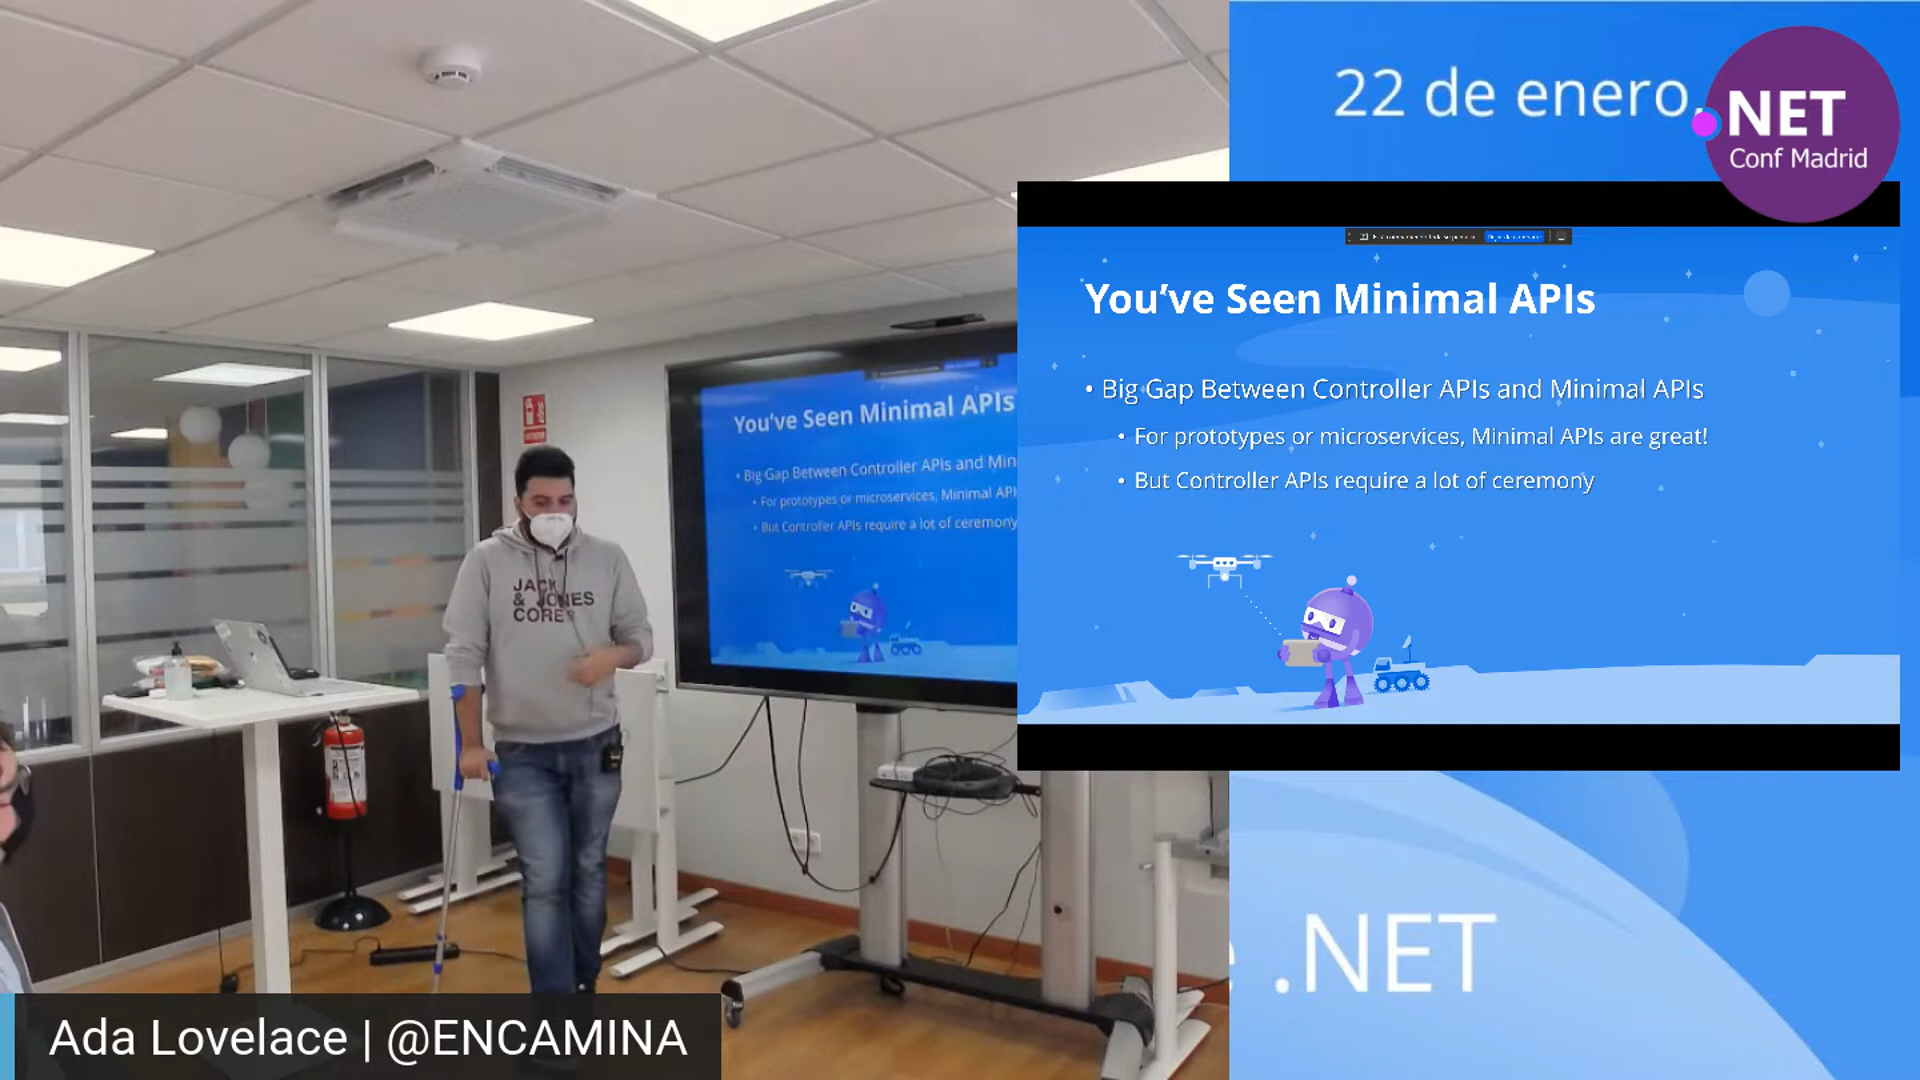 22 de enero,
NET
Conf Madrid
You've Seen Minimal APIs
• Big Gap Between Controller APIs and Minimal APIs
• For prototypes or microservices, Minimal APIs are great!
• But Controller APIs require a lot of ceremony
You've Seen Minimal APIs
• Big Gap Between Controller APIs and Min
• For prototypes or microservices, Minimal API
• But Controller APIs require a lot of ceremony
JACK
& JONES
CORE
.NET
Ada Lovelace | @ENCAMINA